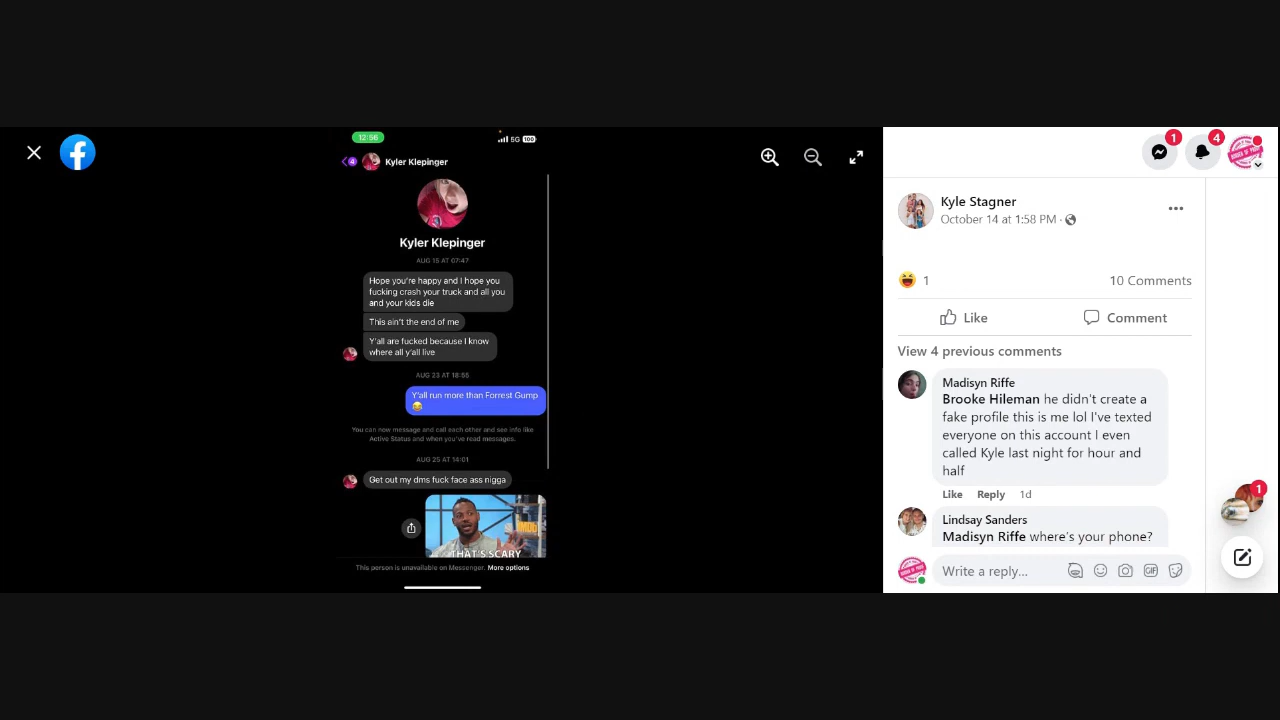 12:56
5G 100
4
Kyler Klepinger
Kyler Klepinger
AUG 15 AT 07:47
Hope you're happy and I hope you
fucking crash your truck and all you
and your kids die
This ain't the end of me
Y'all are fucked because I know
where all y'all live
AUG 23 AT 18:55
Y'all run more than Forrest Gump
😂
You can now message and call each other and see info like
Active Status and when you've read messages.
AUG 25 AT 14:01
Get out my dms fuck face ass nigga
IMDb
THAT'S SCARY
This person is unavailable on Messenger. More options
1
4
Kyle Stagner
October 14 at 1:58 PM ·
1
10 Comments
Like
Comment
View 4 previous comments
Madisyn Riffe
Brooke Hileman he didn't create a
fake profile this is me lol I've texted
everyone on this account I even
called Kyle last night for hour and
half
Like Reply 1d
Lindsay Sanders
Madisyn Riffe where's your phone?
Write a reply...
GIF
1